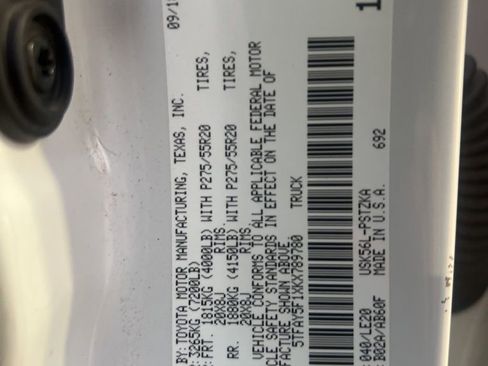 09/1
BY: TOYOTA MOTOR MANUFACTURING, TEXAS, INC.
3265KG (7200LB)
FRT. 1815KG (4000LB) WITH P275/55R20 TIRES,
20X8J RIMS,
RR. 1880KG (4150LB) WITH P275/55R20 TIRES,
20X8J RIMS.
VEHICLE CONFORMS TO ALL APPLICABLE FEDERAL MOTOR
CLE SAFETY STANDARDS IN EFFECT ON THE DATE OF
FACTURE SHOWN ABOVE.
5TFAY5F1XKX789780 TRUCK
1
:040/LE20 USK56L-PSTZKA
:B02A/AB60F MADE IN U.S.A. 692